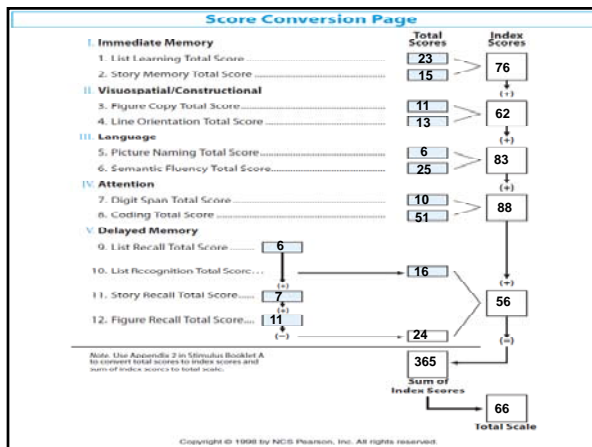 Score Conversion Page
Total Scores
Index Scores
I. Immediate Memory
1. List Learning Total Score 23
2. Story Memory Total Score 15
76
(+)
II. Visuospatial/Constructional
3. Figure Copy Total Score 11
4. Line Orientation Total Score 13
62
(+)
III. Language
5. Picture Naming Total Score 6
6. Semantic Fluency Total Score 25
83
(+)
IV. Attention
7. Digit Span Total Score 10
8. Coding Total Score 51
88
V. Delayed Memory
9. List Recall Total Score 6
10. List Recognition Total Score 16
(+)
(+)
11. Story Recall Total Score 7
56
(+)
12. Figure Recall Total Score 11
(=)
24
(=)
Note. Use Appendix 2 in Stimulus Booklet A
to convert total scores to index scores and
sum of index scores to total scale.
365
Sum of
Index Scores
66
Total Scale
Copyright © 1998 by NCS Pearson, Inc. All rights reserved.